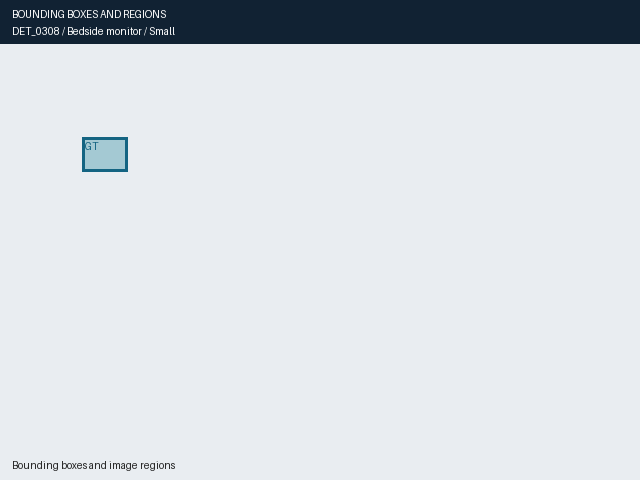 BOUNDING BOXES AND REGIONS
DET_0308 / Bedside monitor / Small
GT
Bounding boxes and image regions